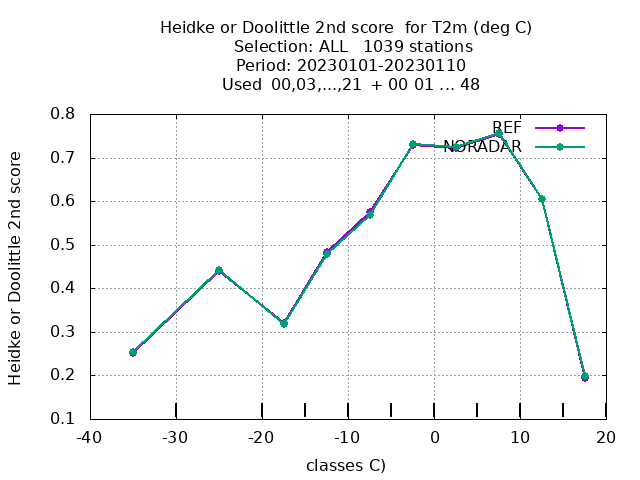 Heidke or Doolittle 2nd score  for T2m (deg C)
Selection: ALL   1039 stations
Period: 20230101-20230110
Used  00,03,...,21  + 00 01 ... 48
REF
NORADAR
Heidke or Doolittle 2nd score
0.8
0.7
0.6
0.5
0.4
0.3
0.2
0.1
-40 -30 -20 -10 0 10 20
classes C)